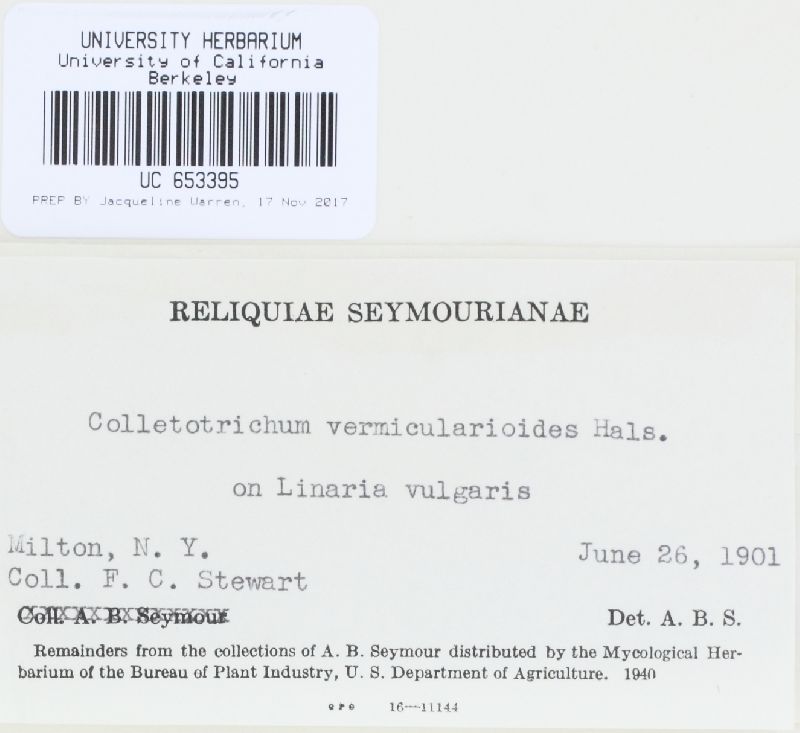 UNIVERSITY HERBARIUM
University of California
Berkeley
UC 653395
PREP BY Jacqueline Warren, 17 Nov 2017
RELIQUIAE SEYMOURIANAE
Colletotrichum vermicularioides Hals.
on Linaria vulgaris
Milton, N. Y.
June 26, 1901
Coll. F. C. Stewart
Coll. A. B. Seymour
Det. A. B. S.
Remainders from the collections of A. B. Seymour distributed by the Mycological Her-
barium of the Bureau of Plant Industry, U. S. Department of Agriculture. 1940
16—11144